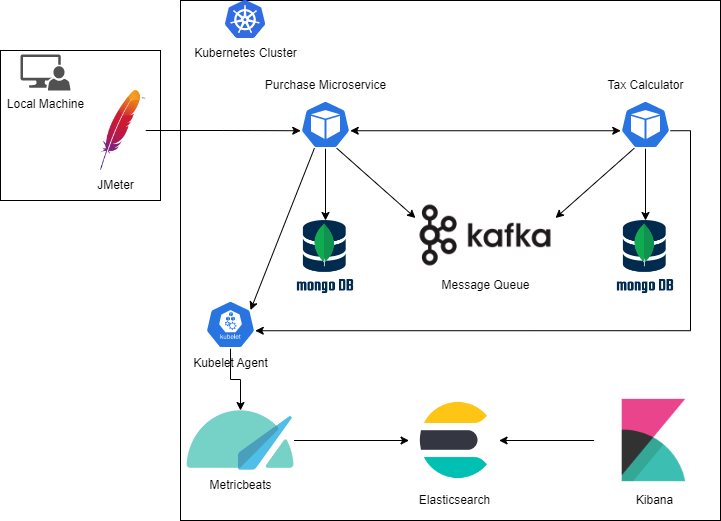 Kubernetes Cluster
Local Machine
JMeter
Purchase Microservice
Tax Calculator
mongo DB
kafka
Message Queue
mongo DB
kubelet
Kubelet Agent
Metricbeats
Elasticsearch
Kibana